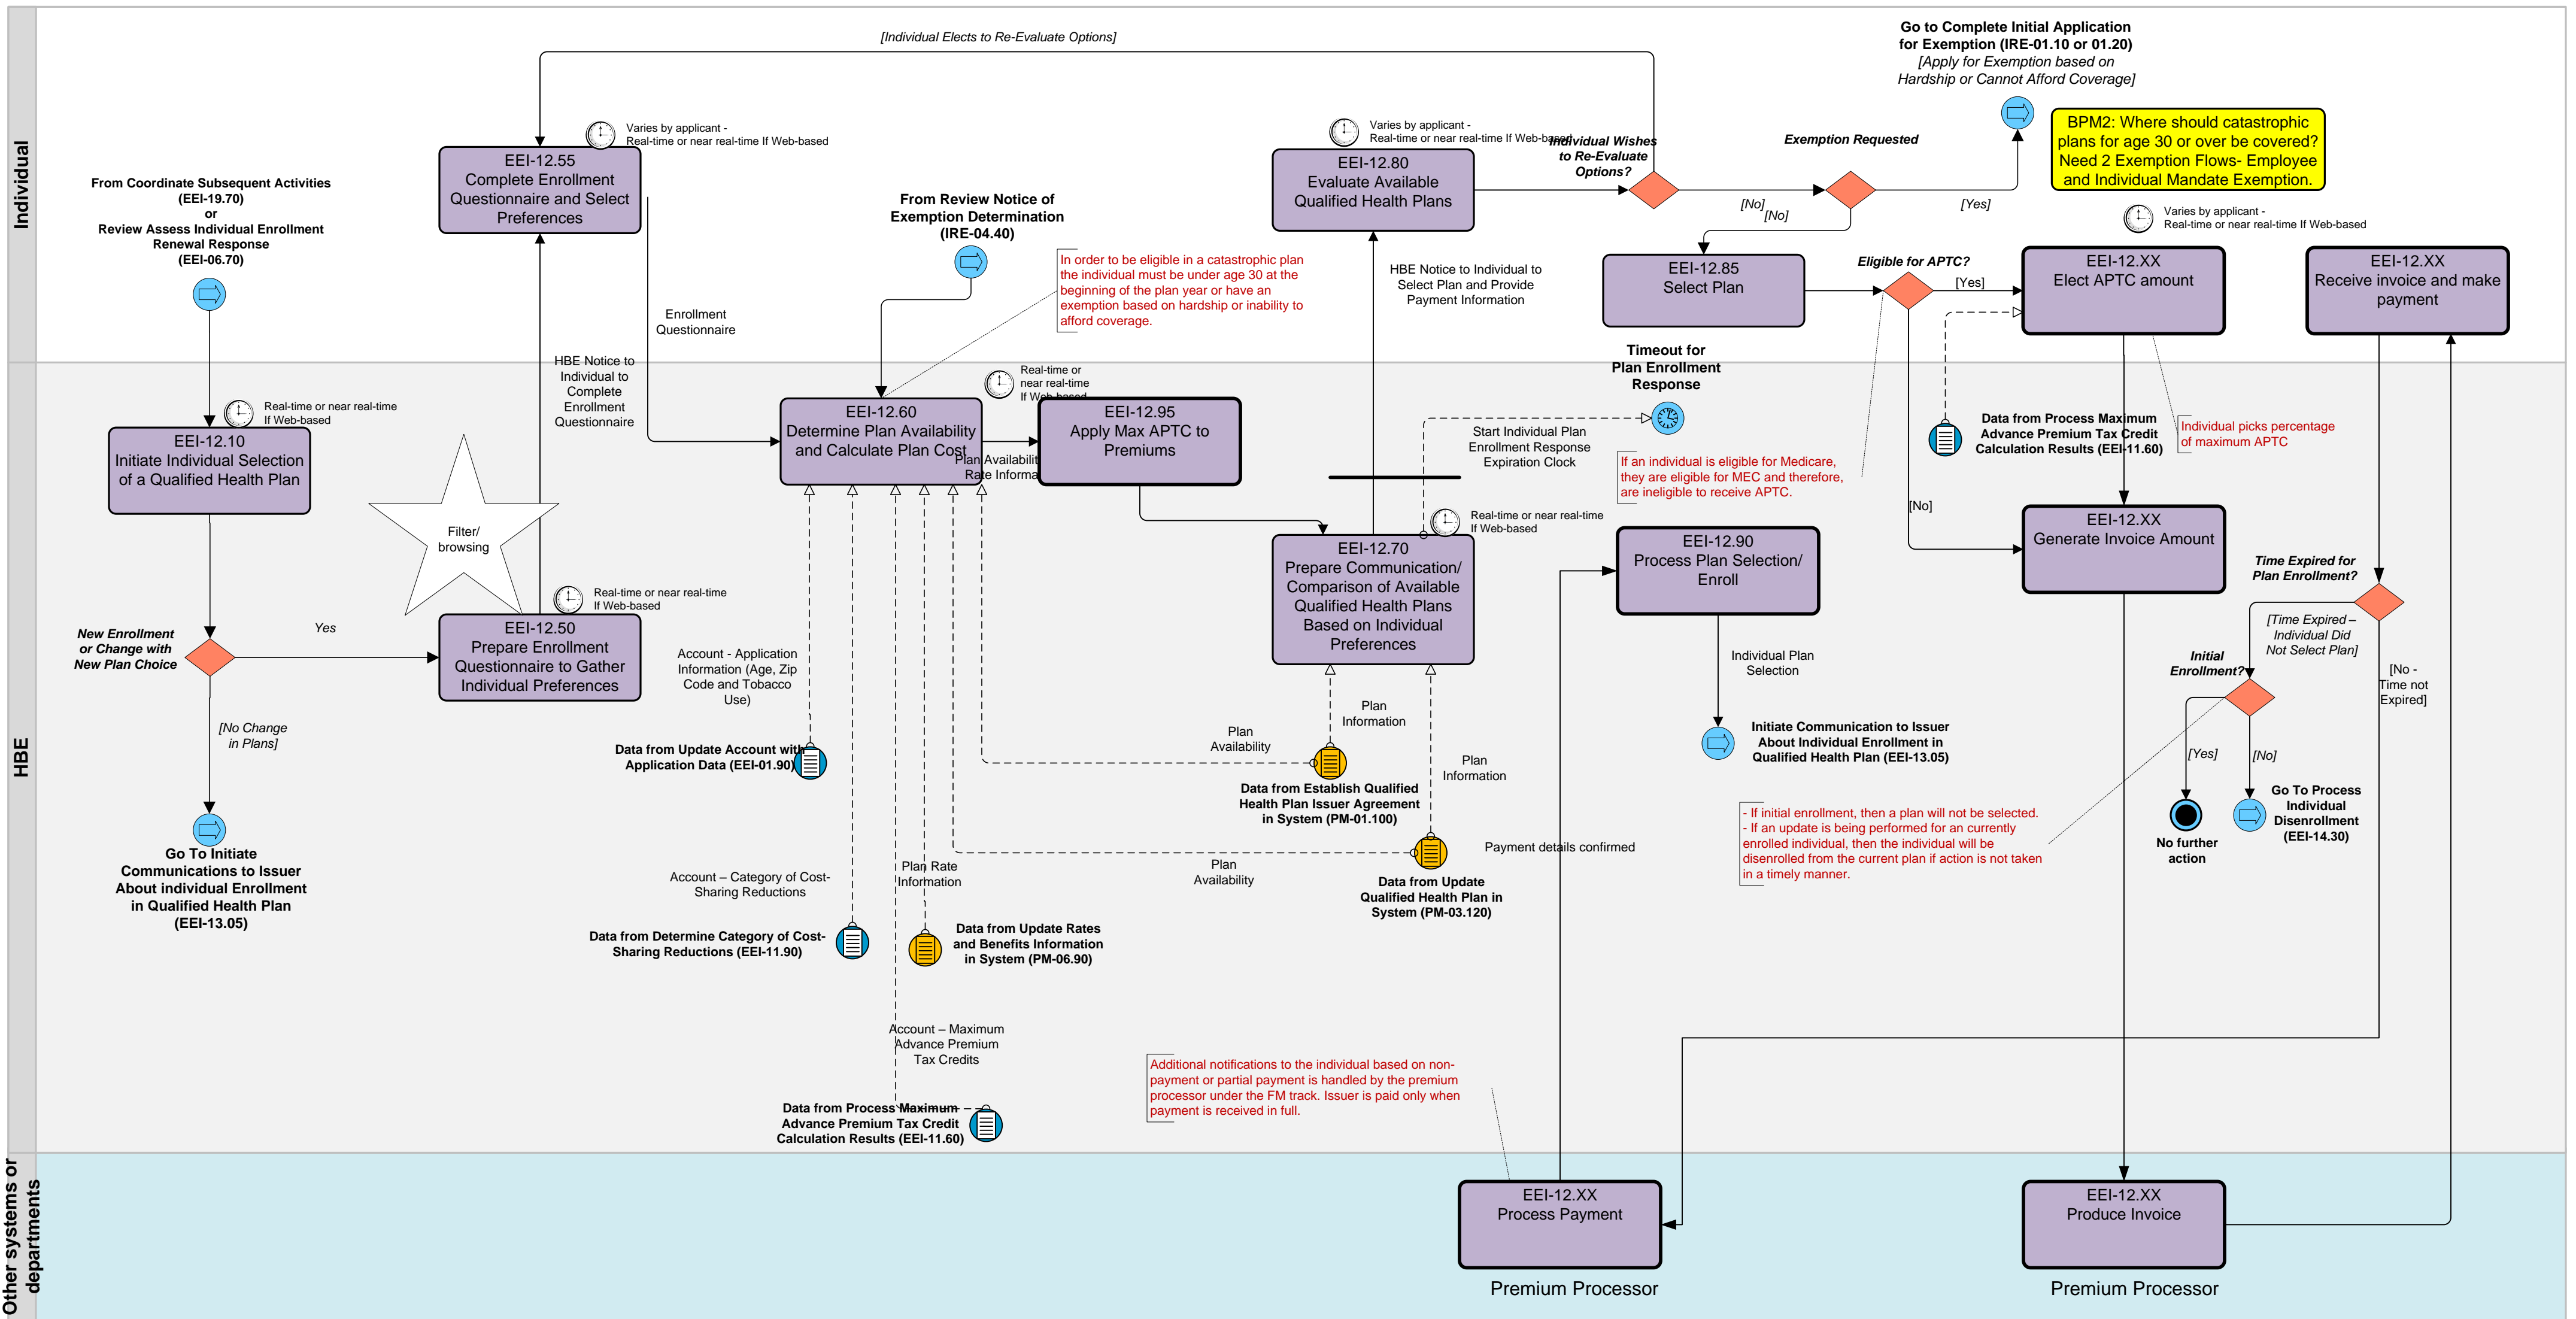 Individual
HBE
Other systems or
departments
[Individual Elects to Re-Evaluate Options]
Go to Complete Initial Application
for Exemption (IRE-01.10 or 01.20)
[Apply for Exemption based on
Hardship or Cannot Afford Coverage]
BPM2: Where should catastrophic
plans for age 30 or over be covered?
Need 2 Exemption Flows- Employee
and Individual Mandate Exemption.
From Coordinate Subsequent Activities
(EEI-19.70)
or
Review Assess Individual Enrollment
Renewal Response
(EEI-06.70)
Varies by applicant -
Real-time or near real-time If Web-based
EEI-12.55
Complete Enrollment
Questionnaire and Select
Preferences
From Review Notice of
Exemption Determination
(IRE-04.40)
In order to be eligible in a catastrophic plan
the individual must be under age 30 at the
beginning of the plan year or have an
exemption based on hardship or inability to
afford coverage.
Varies by applicant -
Real-time or near real-time If Web-based
EEI-12.80
Evaluate Available
Qualified Health Plans
Individual Wishes
to Re-Evaluate
Options?
Exemption Requested
[No]
[No]
[Yes]
EEI-12.85
Select Plan
Eligible for APTC?
[Yes]
Varies by applicant -
Real-time or near real-time If Web-based
EEI-12.XX
Elect APTC amount
EEI-12.XX
Receive invoice and make
payment
HBE Notice to Individual to
Select Plan and Provide
Payment Information
Enrollment
Questionnaire
HBE Notice to
Individual to
Complete
Enrollment
Questionnaire
Real-time or near real-time
If Web-based
EEI-12.10
Initiate Individual Selection
of a Qualified Health Plan
Filter/
browsing
Real-time or
near real-time
If Web-based
EEI-12.60
Determine Plan Availability
and Calculate Plan Cost
Plan Availabilit
Rate Informa
EEI-12.95
Apply Max APTC to
Premiums
Timeout for
Plan Enrollment
Response
Start Individual Plan
Enrollment Response
Expiration Clock
If an individual is eligible for Medicare,
they are eligible for MEC and therefore,
are ineligible to receive APTC.
Data from Process Maximum
Advance Premium Tax Credit
Calculation Results (EEI-11.60)
Individual picks percentage
of maximum APTC
[No]
EEI-12.XX
Generate Invoice Amount
Real-time or near real-time
If Web-based
EEI-12.70
Prepare Communication/
Comparison of Available
Qualified Health Plans
Based on Individual
Preferences
EEI-12.90
Process Plan Selection/
Enroll
Time Expired for
Plan Enrollment?
[Time Expired –
Individual Did
Not Select Plan]
[No -
Time not
Expired]
Initial
Enrollment?
[Yes]
[No]
No further
action
Go To Process
Individual
Disenrollment
(EEI-14.30)
New Enrollment
or Change with
New Plan Choice
Yes
Real-time or near real-time
If Web-based
EEI-12.50
Prepare Enrollment
Questionnaire to Gather
Individual Preferences
[No Change
in Plans]
Go To Initiate
Communications to Issuer
About individual Enrollment
in Qualified Health Plan
(EEI-13.05)
Account - Application
Information (Age, Zip
Code and Tobacco
Use)
Data from Update Account with
Application Data (EEI-01.90)
Account – Category of Cost-
Sharing Reductions
Data from Determine Category of Cost-
Sharing Reductions (EEI-11.90)
Plan Rate
Information
Data from Update Rates
and Benefits Information
in System (PM-06.90)
Account – Maximum
Advance Premium
Tax Credits
Data from Process Maximum
Advance Premium Tax Credit
Calculation Results (EEI-11.60)
Plan
Availability
Plan
Information
Data from Establish Qualified
Health Plan Issuer Agreement
in System (PM-01.100)
Plan
Information
Plan
Availability
Data from Update
Qualified Health Plan in
System (PM-03.120)
Payment details confirmed
Individual Plan
Selection
Initiate Communication to Issuer
About Individual Enrollment in
Qualified Health Plan (EEI-13.05)
- If initial enrollment, then a plan will not be selected.
- If an update is being performed for an currently
enrolled individual, then the individual will be
disenrolled from the current plan if action is not taken
in a timely manner.
Additional notifications to the individual based on non-
payment or partial payment is handled by the premium
processor under the FM track. Issuer is paid only when
payment is received in full.
EEI-12.XX
Process Payment
Premium Processor
EEI-12.XX
Produce Invoice
Premium Processor